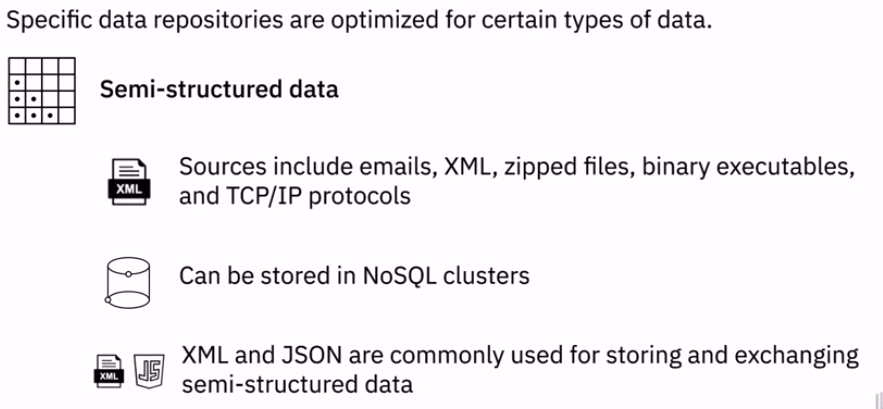 Specific data repositories are optimized for certain types of data.
Semi-structured data
XML
Sources include emails, XML, zipped files, binary executables,
and TCP/IP protocols
Can be stored in NoSQL clusters
XML
JS
XML and JSON are commonly used for storing and exchanging
semi-structured data